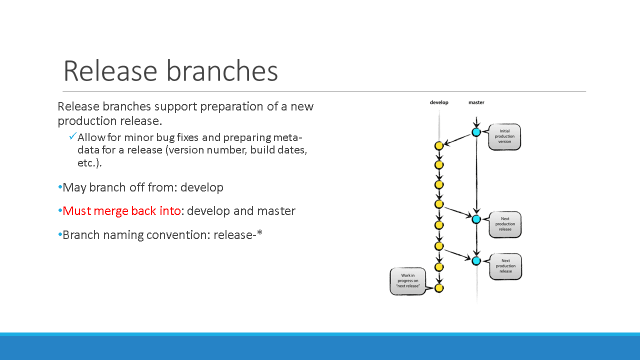 Release branches
Release branches support preparation of a new
production release.
✓Allow for minor bug fixes and preparing meta-
data for a release (version number, build dates,
etc.).
•May branch off from: develop
•Must merge back into: develop and master
•Branch naming convention: release-*
develop master
Initial
production
version
Next
production
release
Next
production
release
Work in
progress on
"next release"